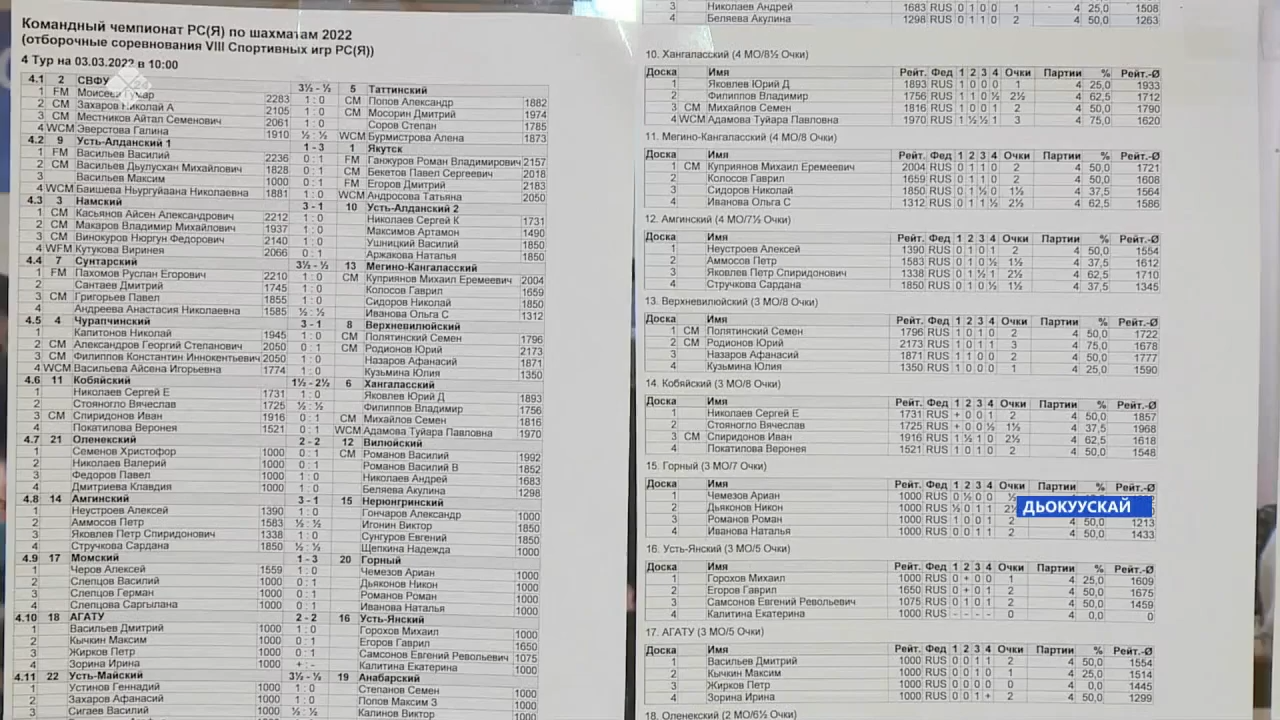 Командный чемпионат РС(Я) по шахматам 2022
(отборочные соревнования VIII Спортивных игр РС(Я))
4 Тур на 03.03.2022 в 10:00
4.1 2 СВФУ 3½ - ½ 5 Таттинский
1 FM 2283 1 : 0 CM Попов Александр 1882
2 CM Захаров Николай А 2105 1 : 0 CM Мосорин Дмитрий 1974
3 CM Местников Айтал Семенович 2061 1 : 0 Соров Степан 1785
4 WCM Эверстова Галина 1910 ½ : ½ WCM Бурмистрова Алена 1873
4.2 9 Усть-Алданский 1 1 - 3 1 Якутск
1 FM Васильев Василий 2236 0 : 1 FM Ганжуров Роман Владимирович 2157
2 CM Васильев Дьулусхан Михайлович 1828 0 : 1 CM Бекетов Павел Сергеевич 2018
3 Васильев Максим 1000 0 : 1 FM Егоров Дмитрий 2183
4 WCM Баишева Ньургуйаана Николаевна 1881 1 : 0 WCM Андросова Татьяна 2050
4.3 3 Намский 3 - 1 10 Усть-Алданский 2
1 CM Касьянов Айсен Александрович 2212 1 : 0 Николаев Сергей К 1731
2 CM Макаров Владимир Михайлович 1937 1 : 0 Максимов Артамон 1490
3 CM Винокуров Нюргун Федорович 2140 1 : 0 Ушницкий Василий 1850
4 WFM Кутукова Виринея 2066 0 : 1 Аржакова Наталья 1850
4.4 7 Сунтарский 3½ - ½ 13 Мегино-Кангаласский
1 FM Пахомов Руслан Егорович 2210 1 : 0 CM Куприянов Михаил Еремеевич 2004
2 Сантаев Дмитрий 1745 1 : 0 Колосов Гаврил 1659
3 CM Григорьев Павел 1855 1 : 0 Сидоров Николай 1850
4 Андреева Анастасия Николаевна 1585 ½ : ½ Иванова Ольга С 1312
4.5 4 Чурапчинский 3 - 1 8 Верхневилюйский
1 Капитонов Николай 1945 1 : 0 CM Полятинский Семен 1796
2 CM Александров Георгий Степанович 2050 0 : 1 CM Родионов Юрий 2173
3 CM Филиппов Константин Иннокентьевич 2050 1 : 0 Назаров Афанасий 1871
4 WCM Васильева Айсена Игорьевна 1774 1 : 0 Кузьмина Юлия 1350
4.6 11 Кобяйский 1½ - 2½ 6 Хангаласский
1 Николаев Сергей Е 1731 1 : 0 Яковлев Юрий Д 1893
2 Стояногло Вячеслав 1725 ½ : ½ Филиппов Владимир 1756
3 CM Спиридонов Иван 1916 0 : 1 CM Михайлов Семен 1816
4 Покатилова Веронея 1521 0 : 1 WCM Адамова Туйара Павловна 1970
4.7 21 Оленекский 2 - 2 12 Вилюйский
1 Семенов Христофор 1000 0 : 1 CM Романов Василий 1992
2 Николаев Валерий 1000 0 : 1 Романов Василий В 1852
3 Федоров Павел 1000 1 : 0 Николаев Андрей 1683
4 Дмитриева Клавдия 1000 1 : 0 Беляева Акулина 1298
4.8 14 Амгинский 3 - 1 15 Нерюнгринский
1 Неустроев Алексей 1390 1 : 0 Гончаров Александр 1000
2 Аммосов Петр 1583 ½ : ½ Игонин Виктор 1850
3 Яковлев Петр Спиридонович 1338 1 : 0 Сунгуров Евгений 1850
4 Стручкова Сардана 1850 ½ : ½ Щепкина Надежда 1000
4.9 17 Момский 1 - 3 20 Горный
1 Черов Алексей 1559 1 : 0 Чемезов Ариан 1000
2 Слепцов Василий 1000 0 : 1 Дьяконов Никон 1000
3 Слепцов Герман 1000 0 : 1 Романов Роман 1000
4 Слепцова Саргылана 1000 0 : 1 Иванова Наталья 1000
4.10 18 АГАТУ 2 - 2 16 Усть-Янский
1 Васильев Дмитрий 1000 1 : 0 Горохов Михаил 1000
2 Кычкин Максим 1000 0 : 1 Егоров Гаврил 1650
3 Жирков Петр 1000 0 : 1 Самсонов Евгений Револьевич 1075
4 Зорина Ирина 1000 + : - Калитина Екатерина 1000
4.11 22 Усть-Майский 3½ - ½ 19 Анабарский
1 Устинов Геннадий 1000 1 : 0 Степанов Семен 1000
2 Захаров Афанасий 1000 1 : 0 Попов Максим 3 1000
3 Сигаев Василий 1000 ½ : ½ Калинов Виктор 1000
3 Николаев Андрей 1683 RUS 0 1 0 0 1 4 25,0 1508
4 Беляева Акулина 1298 RUS 0 1 1 0 0 2 4 50,0 1263
10. Хангаласский (4 МО/8½ Очки)
Доска Имя Рейт. Фед 1 2 3 4 Очки Партии % Рейт.-Ø
1 Яковлев Юрий Д 1893 RUS 1 0 0 0 1 4 25,0 1933
2 Филиппов Владимир 1756 RUS 1 1 0 ½ 2½ 4 62,5 1712
3 CM Михайлов Семен 1816 RUS 1 0 0 1 2 4 50,0 1790
4 WCM Адамова Туйара Павловна 1970 RUS 1 ½ ½ 1 3 4 75,0 1620
11. Мегино-Кангаласский (4 МО/8 Очки)
Доска Имя Рейт. Фед 1 2 3 4 Очки Партии % Рейт.-Ø
1 CM Куприянов Михаил Еремеевич 2004 RUS 0 1 1 0 2 4 50,0 1721
2 Колосов Гаврил 1659 RUS 0 1 1 0 2 4 50,0 1608
3 Сидоров Николай 1850 RUS 0 1 ½ 0 1½ 4 37,5 1564
4 Иванова Ольга С 1312 RUS 0 1 1 ½ 2½ 4 62,5 1586
12. Амгинский (4 МО/7½ Очки)
Доска Имя Рейт. Фед 1 2 3 4 Очки Партии % Рейт.-Ø
1 Неустроев Алексей 1390 RUS 0 1 0 1 2 4 50,0 1554
2 Аммосов Петр 1583 RUS 0 1 0 ½ 1½ 4 37,5 1612
3 Яковлев Петр Спиридонович 1338 RUS 0 1 ½ 1 2½ 4 62,5 1710
4 Стручкова Сардана 1850 RUS 0 1 0 ½ 1½ 4 37,5 1345
13. Верхневилюйский (3 МО/8 Очки)
Доска Имя Рейт. Фед 1 2 3 4 Очки Партии % Рейт.-Ø
1 CM Полятинский Семен 1796 RUS 1 0 1 0 2 4 50,0 1722
2 CM Родионов Юрий 2173 RUS 1 0 1 1 3 4 75,0 1678
3 Назаров Афанасий 1871 RUS 1 1 0 0 2 4 50,0 1777
4 Кузьмина Юлия 1350 RUS 1 0 0 0 1 4 25,0 1590
14. Кобяйский (3 МО/8 Очки)
Доска Имя Рейт. Фед 1 2 3 4 Очки Партии % Рейт.-Ø
1 Николаев Сергей Е 1731 RUS + 0 0 1 2 4 50,0 1857
2 Стояногло Вячеслав 1725 RUS + 0 0 ½ 1½ 4 37,5 1968
3 CM Спиридонов Иван 1916 RUS 1 ½ 1 0 2½ 4 62,5 1618
4 Покатилова Веронея 1521 RUS 1 0 1 0 2 4 50,0 1548
15. Горный (3 МО/7 Очки)
Доска Имя Рейт. Фед 1 2 3 4 Очки Партии % Рейт.-Ø
1 Чемезов Ариан 1000 RUS 0 ½ 0 0 ½
2 Дьяконов Никон 1000 RUS ½ 0 1 1
3 Романов Роман 1000 RUS 0 0 1 1 2 4 50,0 1213
4 Иванова Наталья 1000 RUS 0 1 0 1 2 4 50,0 1433
ДЬОКУУСКАЙ
16. Усть-Янский (3 МО/5 Очки)
Доска Имя Рейт. Фед 1 2 3 4 Очки Партии % Рейт.-Ø
1 Горохов Михаил 1000 RUS 0 + 0 0 1 4 25,0 1609
2 Егоров Гаврил 1650 RUS 0 + 0 1 2 4 50,0 1675
3 Самсонов Евгений Револьевич 1075 RUS 0 1 0 1 2 4 50,0 1459
4 Калитина Екатерина 1000 RUS - - - - 0 4 0,0 0
17. АГАТУ (3 МО/5 Очки)
Доска Имя Рейт. Фед 1 2 3 4 Очки Партии % Рейт.-Ø
1 Васильев Дмитрий 1000 RUS 0 0 1 1 2 4 50,0 1554
2 Кычкин Максим 1000 RUS 0 0 1 0 1 4 25,0 1514
3 Жирков Петр 1000 RUS 0 0 0 0 0 4 0,0 1445
4 Зорина Ирина 1000 RUS 0 0 1 + 2 4 50,0 1299
18. Оленекский (2 МО/6½ Очки)